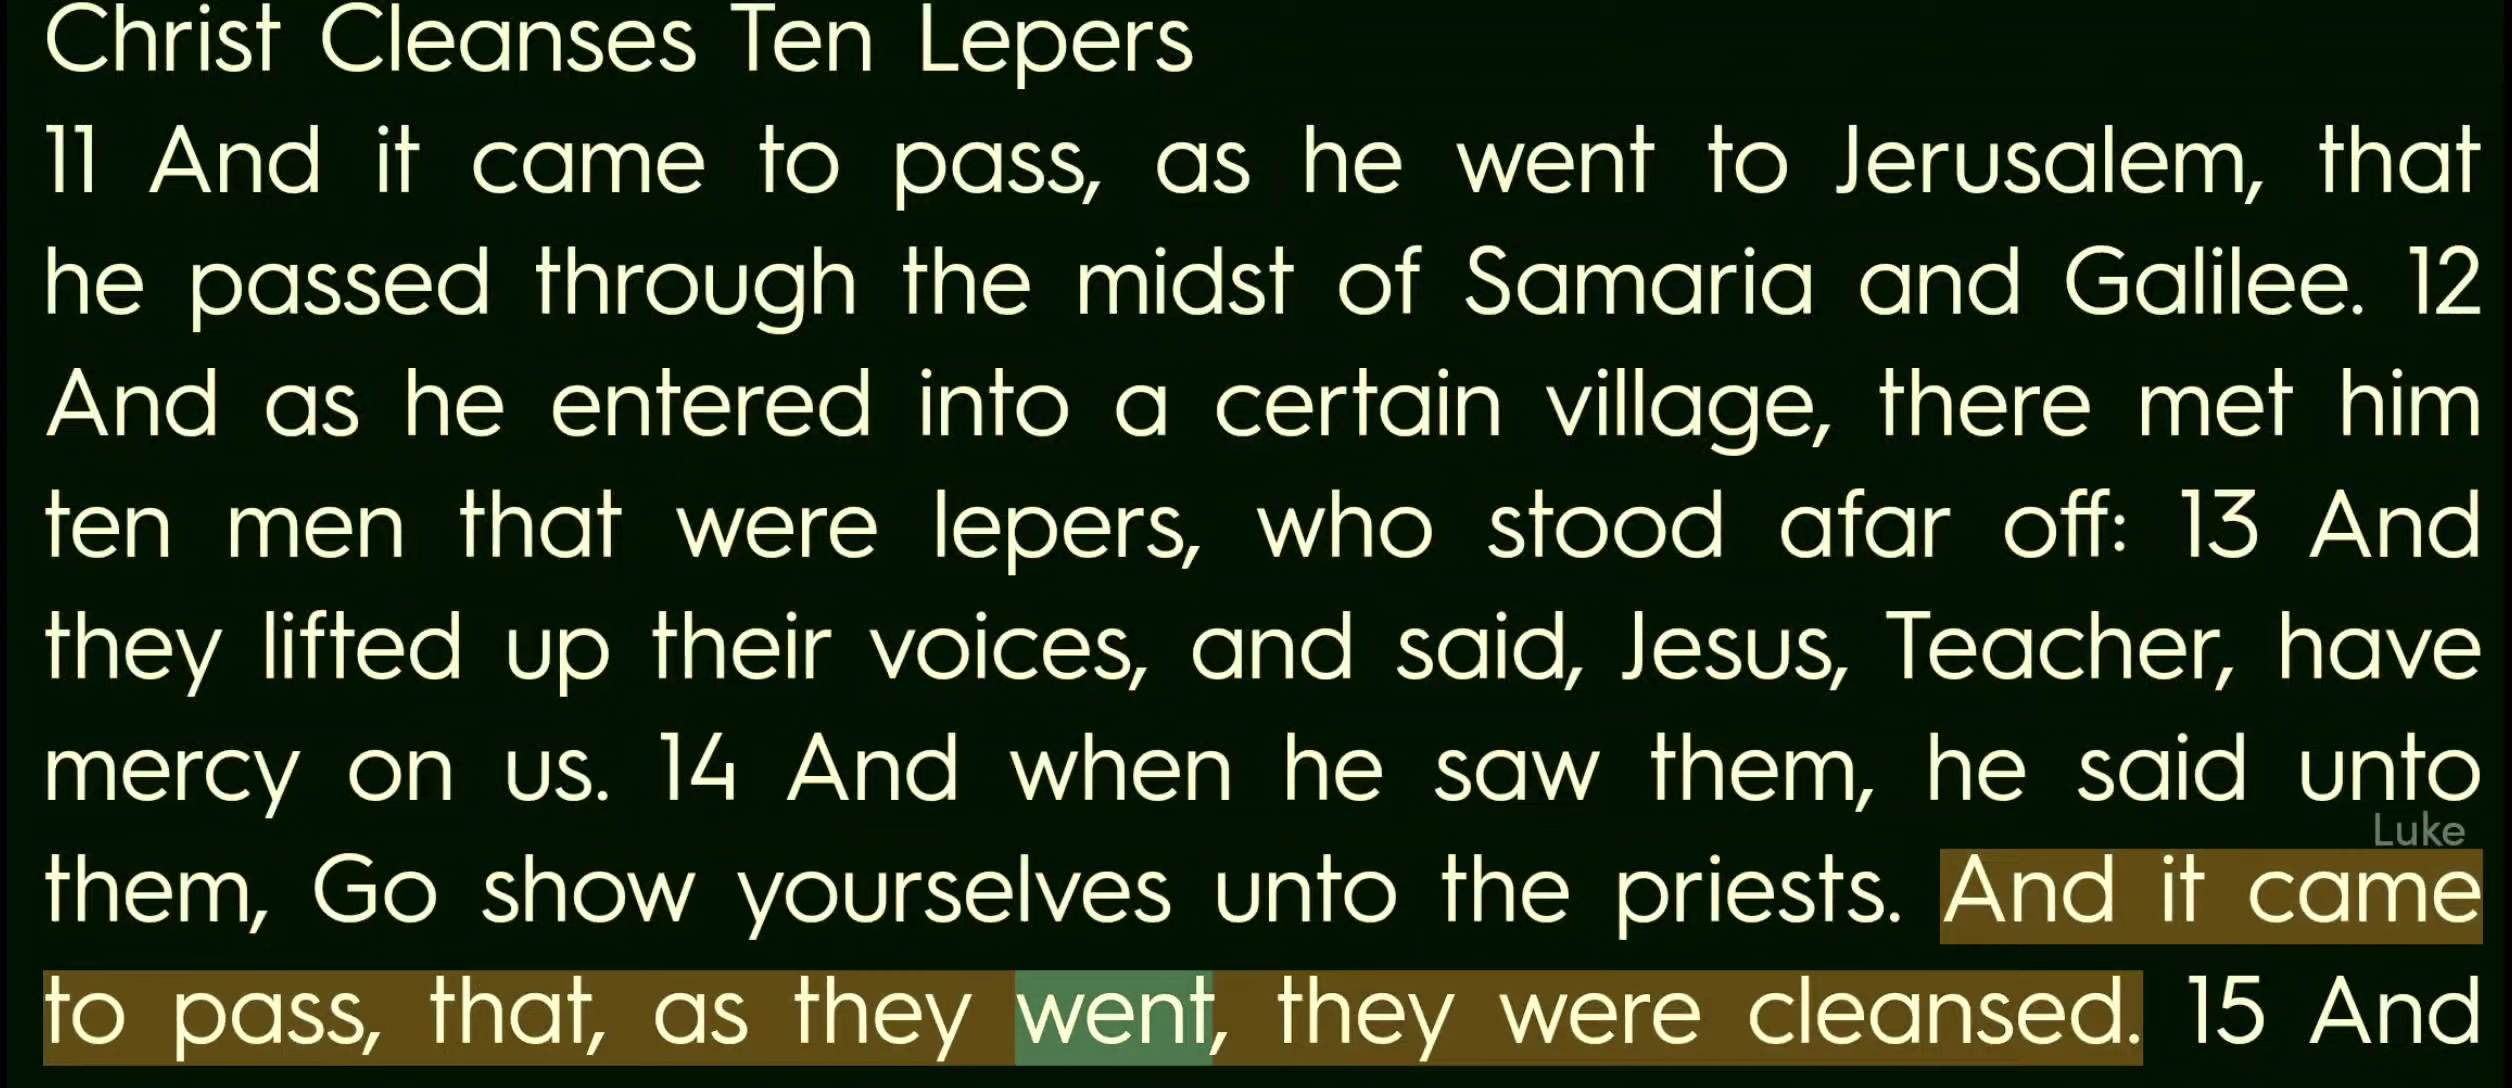 Christ Cleanses Ten Lepers
11 And it came to pass, as he went to Jerusalem, that
he passed through the midst of Samaria and Galilee. 12
And as he entered into a certain village, there met him
ten men that were lepers, who stood afar off: 13 And
they lifted up their voices, and said, Jesus, Teacher, have
mercy on us. 14 And when he saw them, he said unto
Luke
them, Go show yourselves unto the priests. And it came
to pass, that, as they went, they were cleansed. 15 And